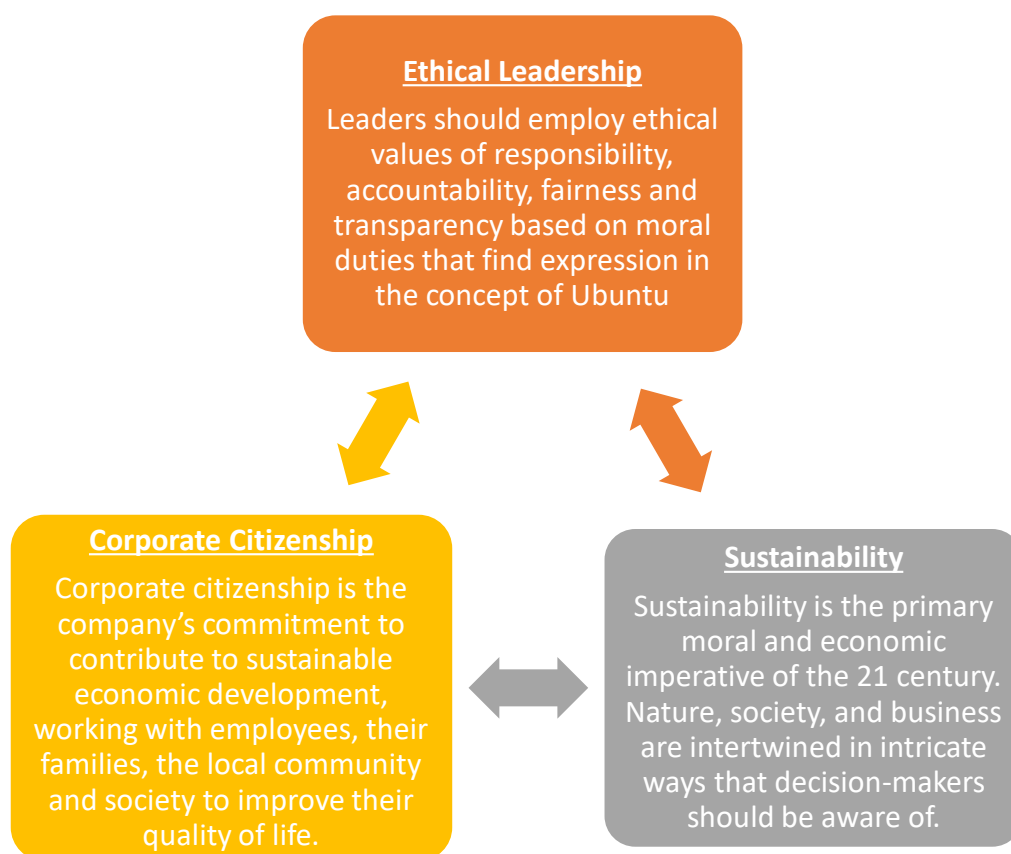 Ethical Leadership
Leaders should employ ethical
values of responsibility,
accountability, fairness and
transparency based on moral
duties that find expression in
the concept of Ubuntu
Corporate Citizenship
Corporate citizenship is the
company’s commitment to
contribute to sustainable
economic development,
working with employees, their
families, the local community
and society to improve their
quality of life.
Sustainability
Sustainability is the primary
moral and economic
imperative of the 21 century.
Nature, society, and business
are intertwined in intricate
ways that decision-makers
should be aware of.